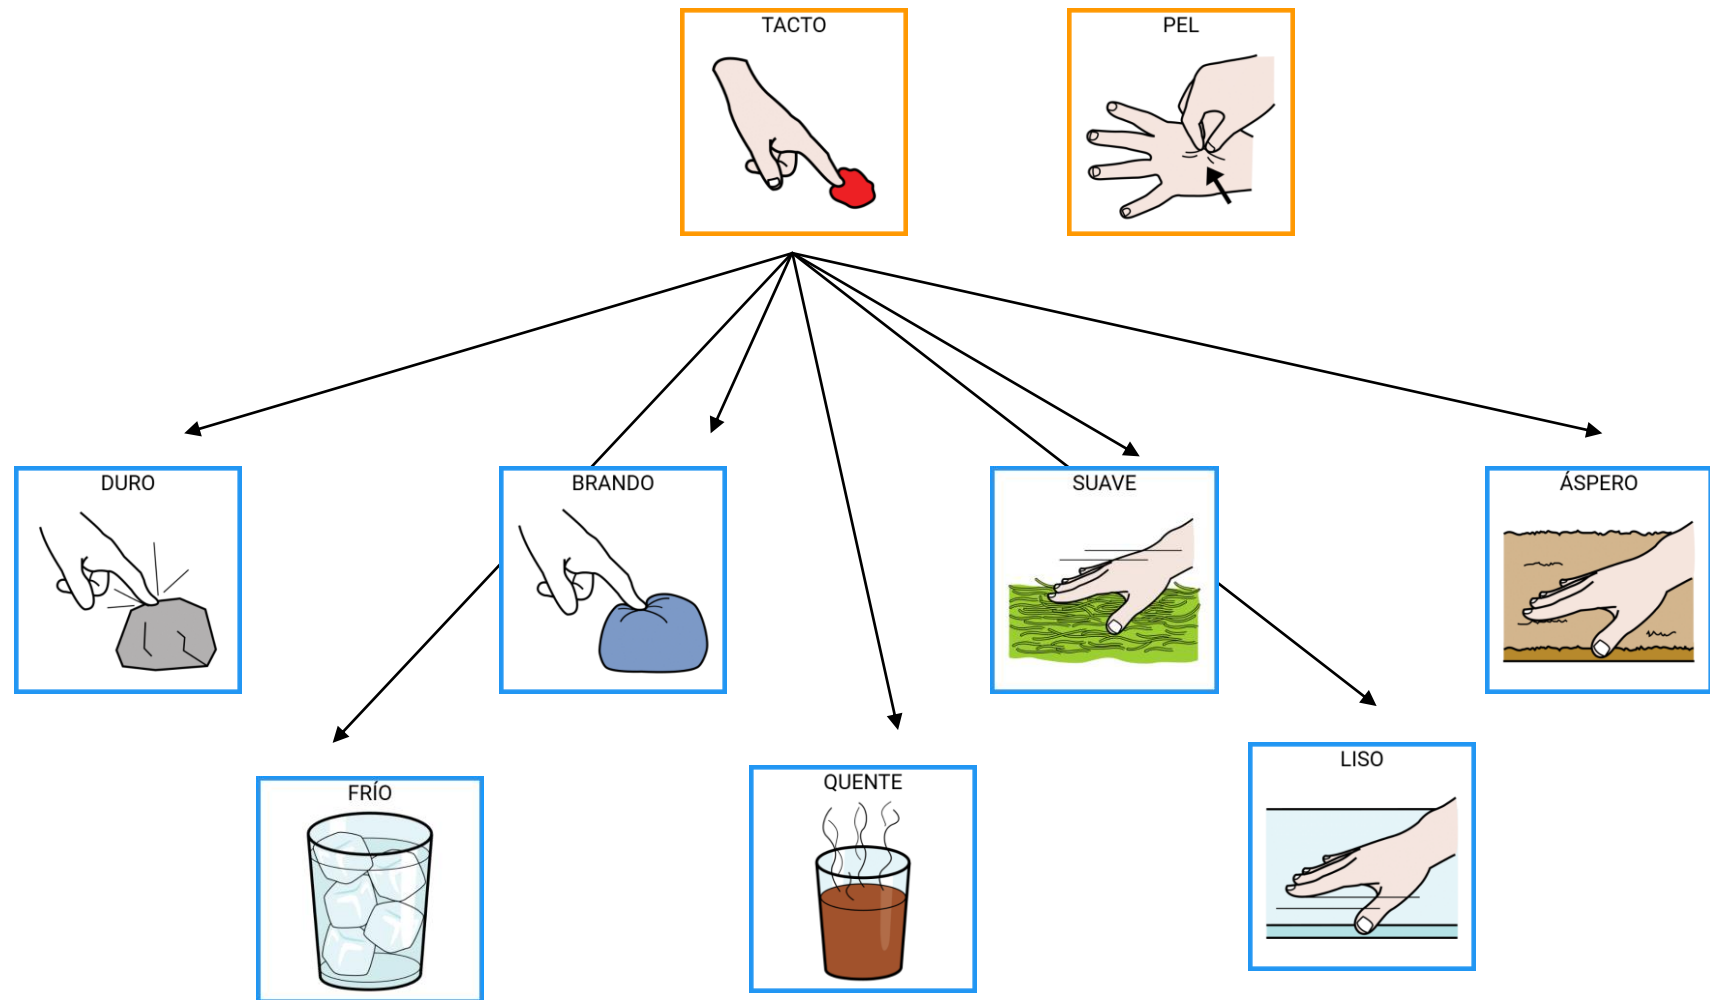 TACTO
PEL
DURO
BRANDO
SUAVE
ÁSPERO
FRÍO
QUENTE
LISO